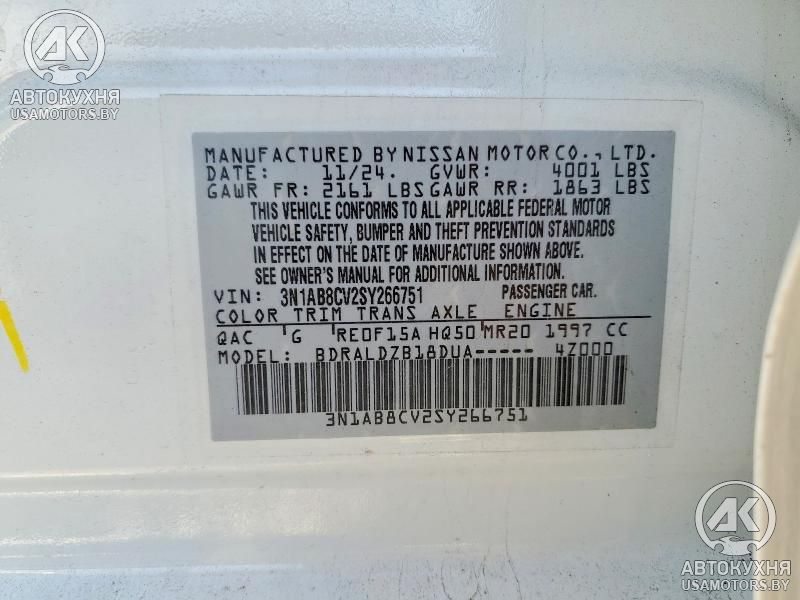 AK
АВТОКУХНЯ
USAMOTORS.BY
MANUFACTURED BY NISSAN MOTOR CO., LTD.
DATE: 11/24. GVWR: 4001 LBS
GAWR FR: 2161 LBS GAWR RR: 1863 LBS
THIS VEHICLE CONFORMS TO ALL APPLICABLE FEDERAL MOTOR
VEHICLE SAFETY, BUMPER AND THEFT PREVENTION STANDARDS
IN EFFECT ON THE DATE OF MANUFACTURE SHOWN ABOVE.
SEE OWNER'S MANUAL FOR ADDITIONAL INFORMATION.
VIN: 3N1AB8CV2SY266751 PASSENGER CAR.
COLOR TRIM TRANS AXLE ENGINE
QAC G RE0F15A HQ50 MR20 1997 CC
MODEL: BDRALDZB18DUA----- 4Z000
3N1AB8CV2SY266751
AK
АВТОКУХНЯ
USAMOTORS.BY